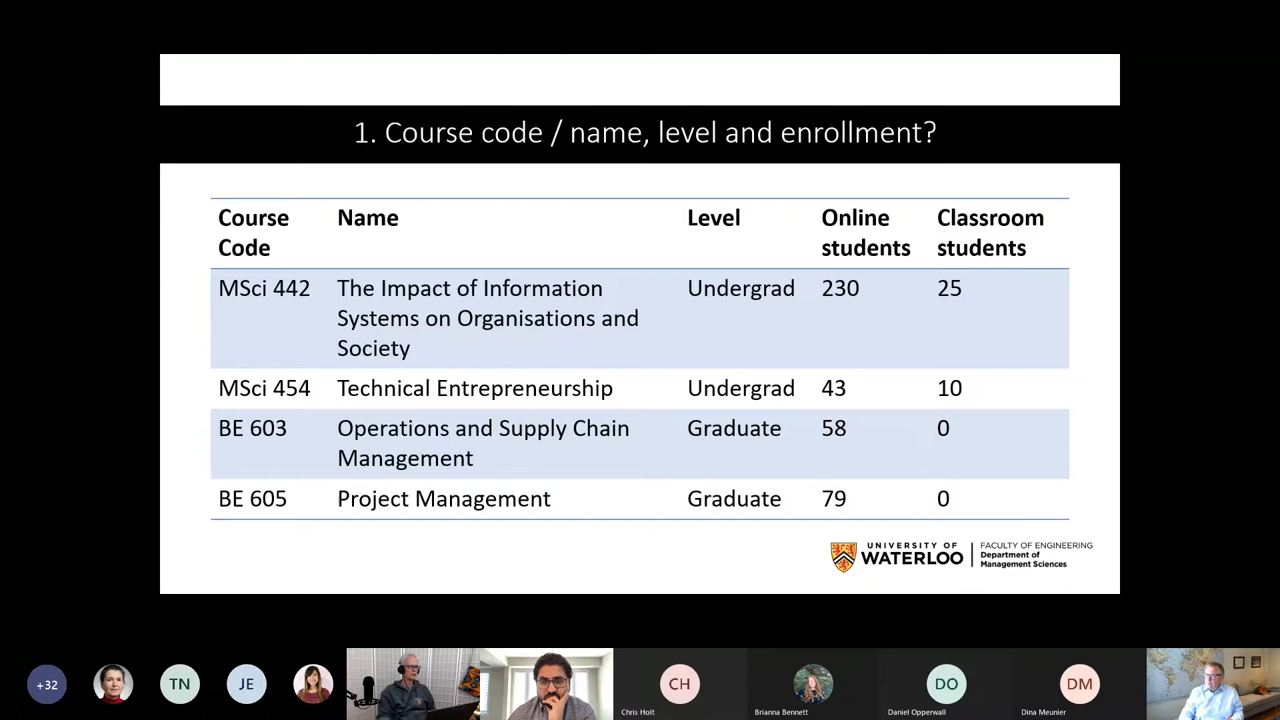 1. Course code / name, level and enrollment?
Course Code Name Level Online students Classroom students
MSci 442 The Impact of Information Systems on Organisations and Society Undergrad 230 25
MSci 454 Technical Entrepreneurship Undergrad 43 10
BE 603 Operations and Supply Chain Management Graduate 58 0
BE 605 Project Management Graduate 79 0
UNIVERSITY OF
WATERLOO
FACULTY OF ENGINEERING
Department of
Management Sciences
+32 TN JE CH DO DM
Chris Holt Brianna Bennett Daniel Opperwall Dina Meunier